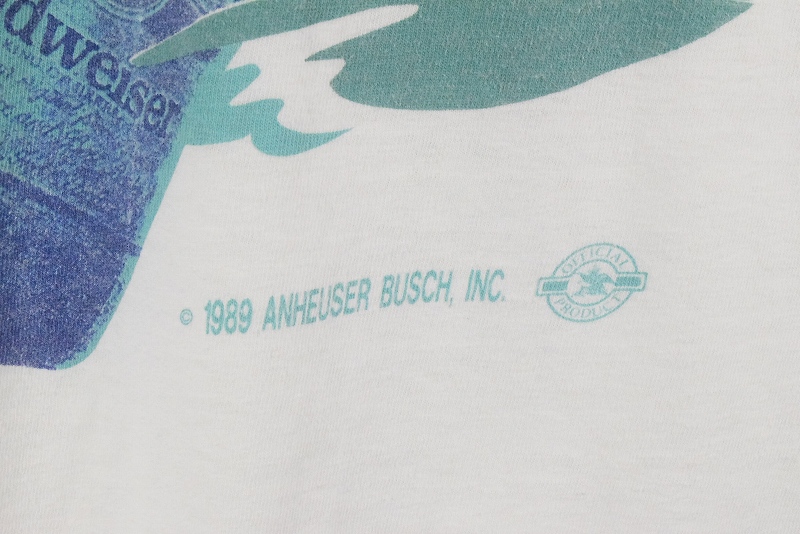 dweiser
© 1989 ANHEUSER BUSCH, INC.
OFFICIAL
PRODUCT